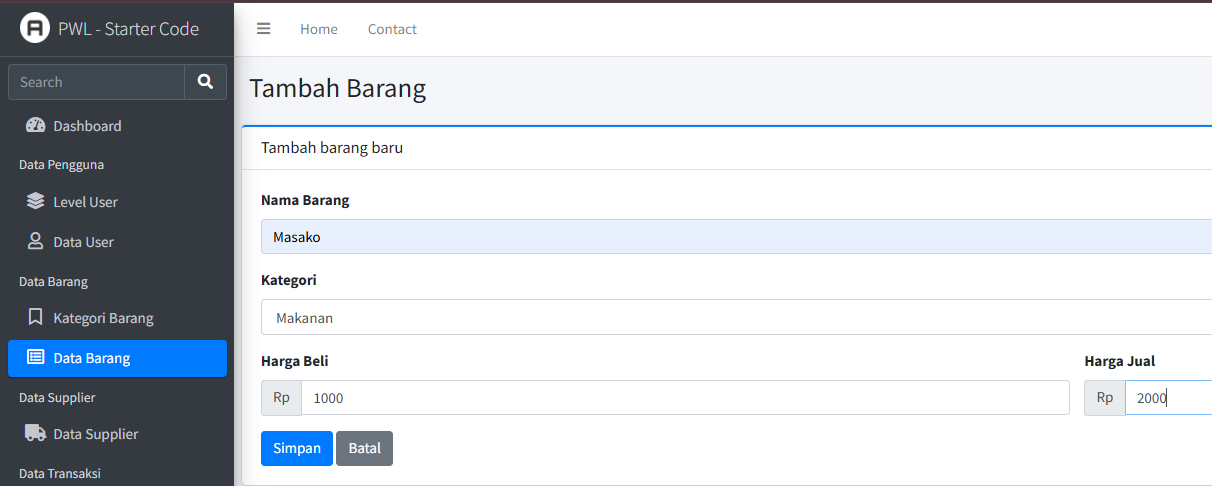 PWL - Starter Code
Home
Contact
Search
Dashboard
Data Pengguna
Level User
Data User
Data Barang
Kategori Barang
Data Barang
Data Supplier
Data Supplier
Data Transaksi
Tambah Barang
Tambah barang baru
Nama Barang
Masako
Kategori
Makanan
Harga Beli
Rp 1000
Harga Jual
Rp 2000
Simpan
Batal